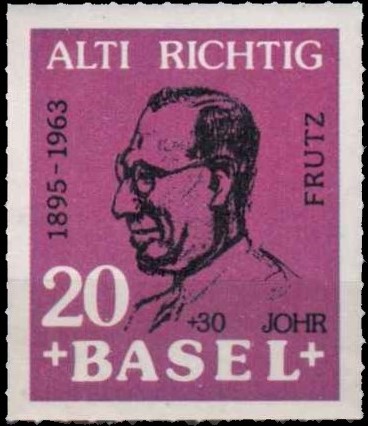 ALTI RICHTIG
1895-1963
FRUTZ
20
+30 JOHR
+BASEL+